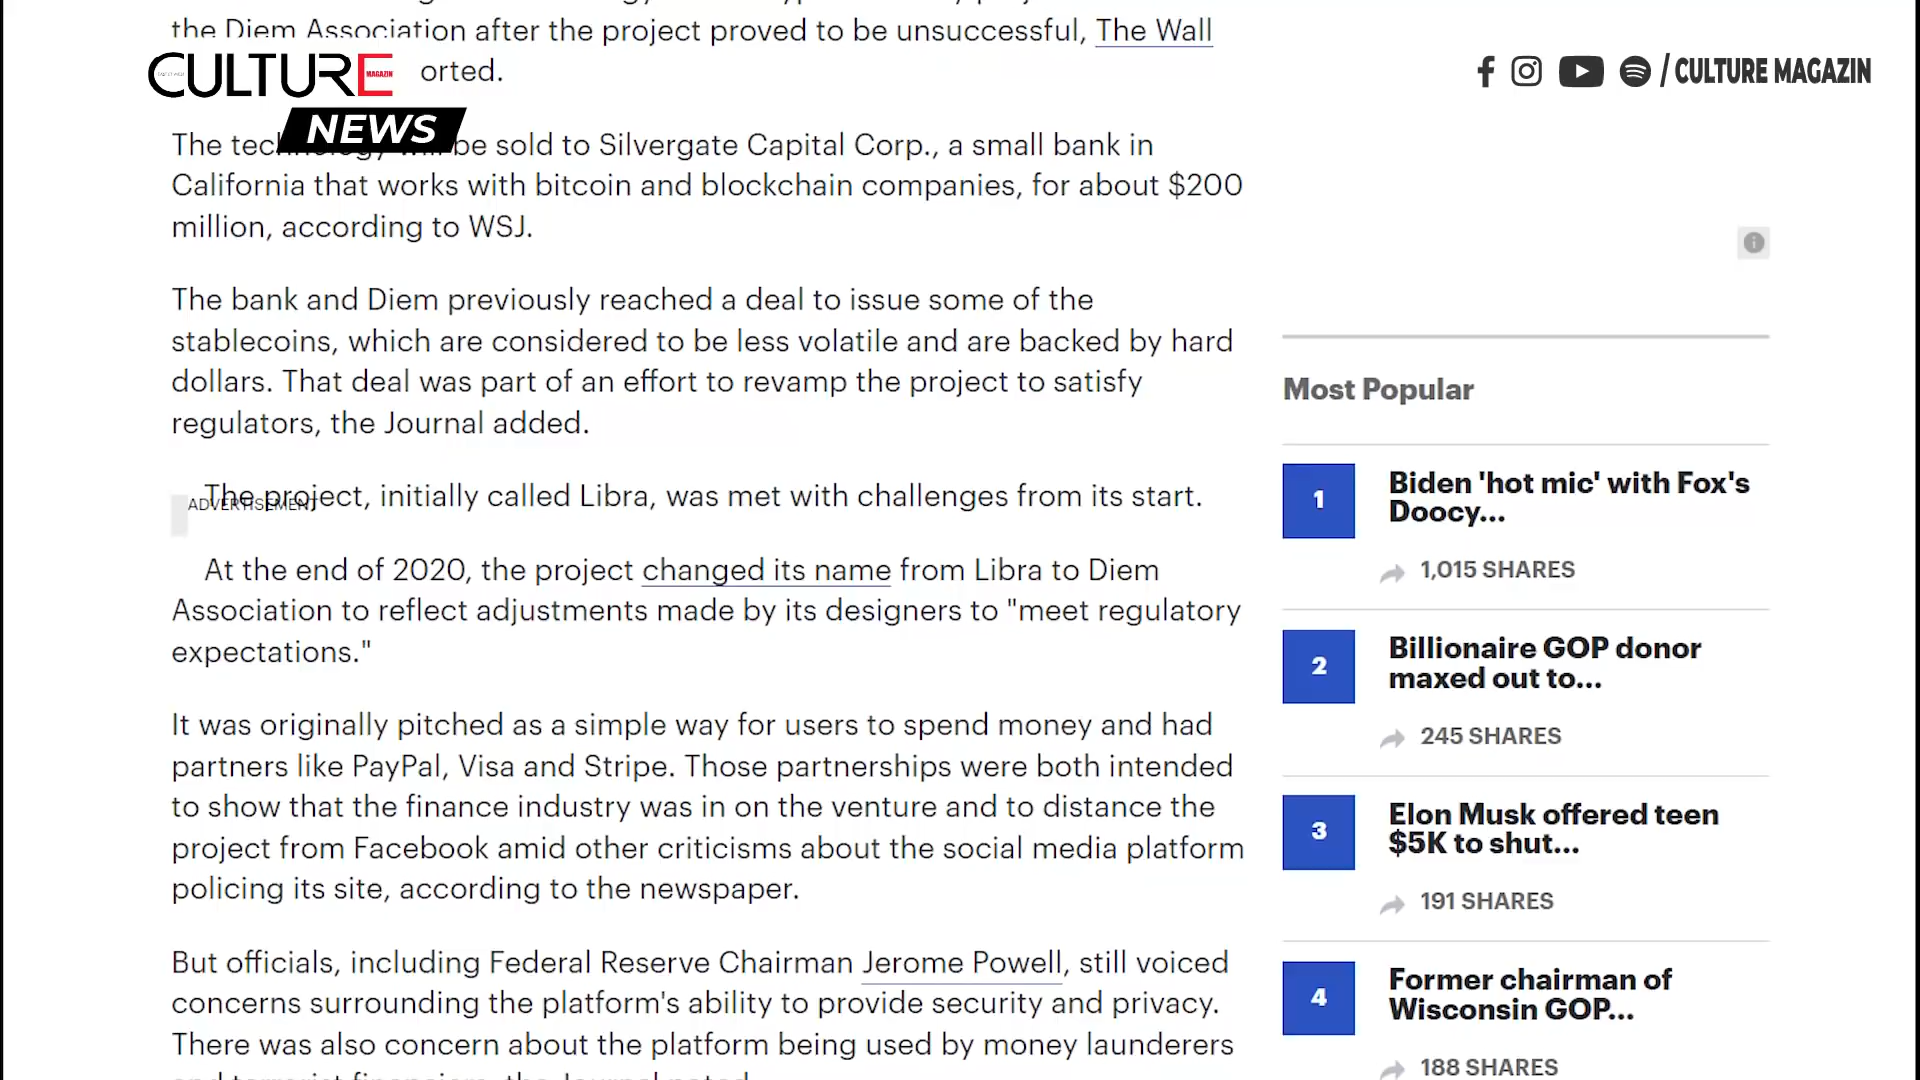 the Diem Association after the project proved to be unsuccessful, The Wall
orted.
CULTURE
MAGAZIN
NEWS
/ CULTURE MAGAZIN
The technology will be sold to Silvergate Capital Corp., a small bank in
California that works with bitcoin and blockchain companies, for about $200
million, according to WSJ.
The bank and Diem previously reached a deal to issue some of the
stablecoins, which are considered to be less volatile and are backed by hard
dollars. That deal was part of an effort to revamp the project to satisfy
regulators, the Journal added.
The project, initially called Libra, was met with challenges from its start.
ADVERTISEMENT
At the end of 2020, the project changed its name from Libra to Diem
Association to reflect adjustments made by its designers to "meet regulatory
expectations."
It was originally pitched as a simple way for users to spend money and had
partners like PayPal, Visa and Stripe. Those partnerships were both intended
to show that the finance industry was in on the venture and to distance the
project from Facebook amid other criticisms about the social media platform
policing its site, according to the newspaper.
But officials, including Federal Reserve Chairman Jerome Powell, still voiced
concerns surrounding the platform's ability to provide security and privacy.
There was also concern about the platform being used by money launderers
Most Popular
1
Biden 'hot mic' with Fox's
Doocy...
1,015 SHARES
2
Billionaire GOP donor
maxed out to...
245 SHARES
3
Elon Musk offered teen
$5K to shut...
191 SHARES
4
Former chairman of
Wisconsin GOP...
188 SHARES